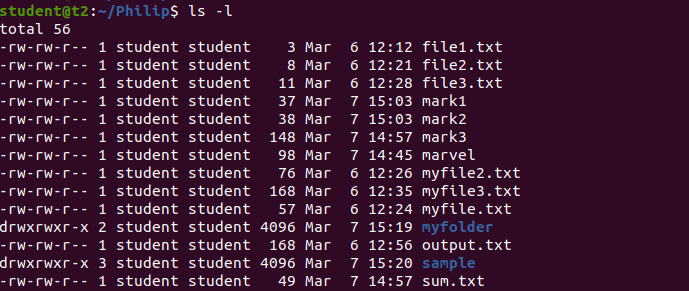 student@t2:~/Philip$ ls -l
total 56
-rw-rw-r-- 1 student student    3 Mar  6 12:12 file1.txt
-rw-rw-r-- 1 student student    8 Mar  6 12:21 file2.txt
-rw-rw-r-- 1 student student   11 Mar  6 12:28 file3.txt
-rw-rw-r-- 1 student student   37 Mar  7 15:03 mark1
-rw-rw-r-- 1 student student   38 Mar  7 15:03 mark2
-rw-rw-r-- 1 student student  148 Mar  7 14:57 mark3
-rw-rw-r-- 1 student student   98 Mar  7 14:45 marvel
-rw-rw-r-- 1 student student   76 Mar  6 12:26 myfile2.txt
-rw-rw-r-- 1 student student  168 Mar  6 12:35 myfile3.txt
-rw-rw-r-- 1 student student   57 Mar  6 12:24 myfile.txt
drwxrwxr-x 2 student student 4096 Mar  7 15:19 myfolder
-rw-rw-r-- 1 student student  168 Mar  6 12:56 output.txt
drwxrwxr-x 3 student student 4096 Mar  7 15:20 sample
-rw-rw-r-- 1 student student   49 Mar  7 14:57 sum.txt